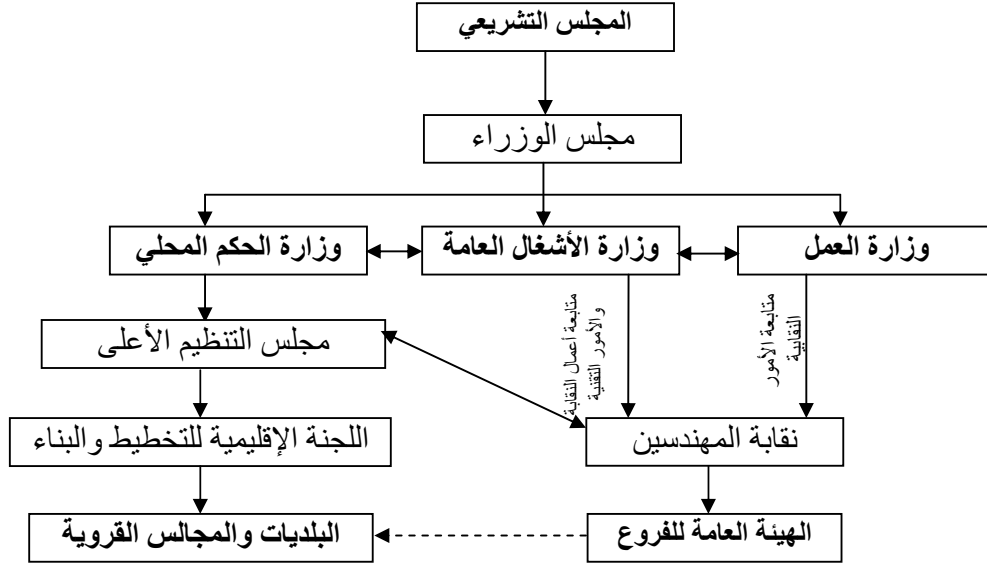 المجلس التشريعي
مجلس الوزراء
وزارة العمل
وزارة الأشغال العامة
وزارة الحكم المحلي
متابعة الأمور
النقابية
متابعة أعمال النقابة
والأمور التقنية
مجلس التنظيم الأعلى
نقابة المهندسين
اللجنة الإقليمية للتخطيط والبناء
الهيئة العامة للفروع
البلديات والمجالس القروية